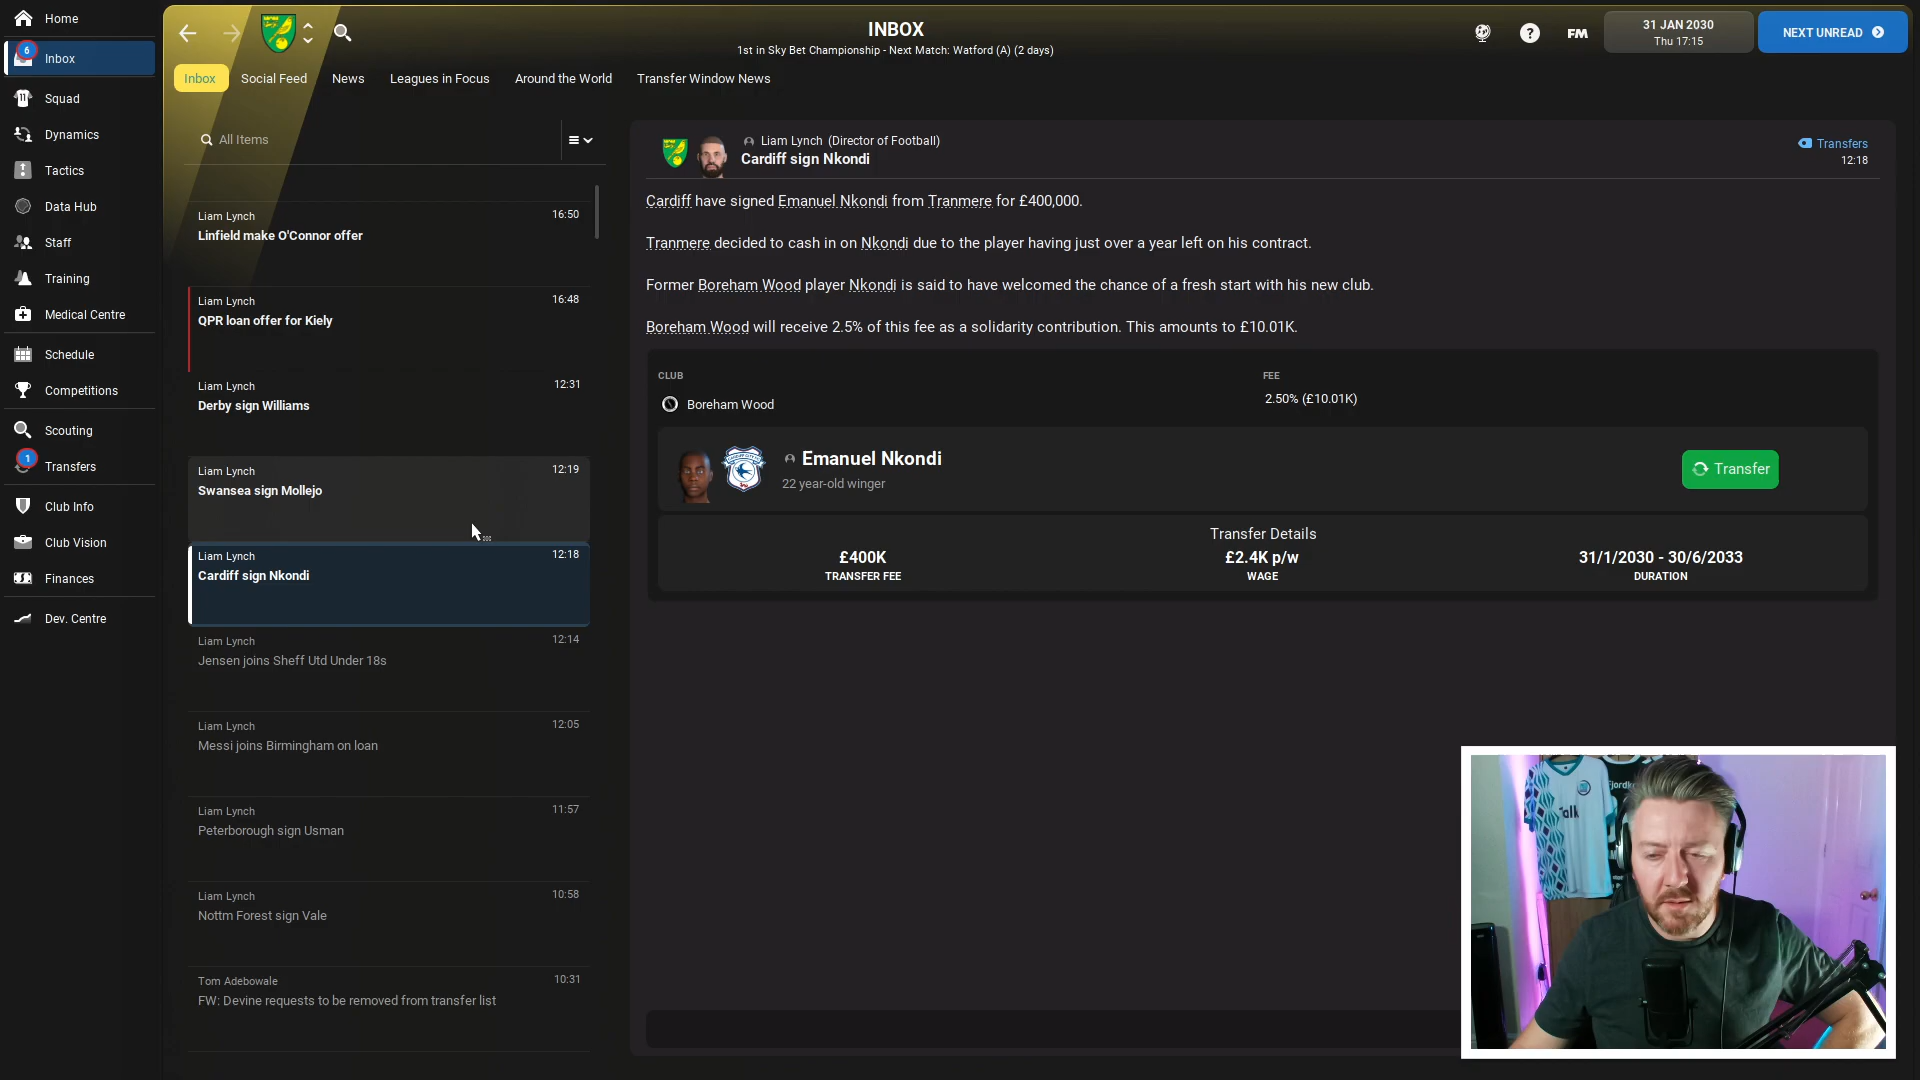 Home
6
Inbox
Squad
Dynamics
Tactics
Data Hub
Staff
Training
Medical Centre
Schedule
Competitions
Scouting
1
Transfers
Club Info
Club Vision
Finances
Dev. Centre
INBOX
1st in Sky Bet Championship - Next Match: Watford (A) (2 days)
FM
31 JAN 2030
Thu 17:15
NEXT UNREAD
Inbox
Social Feed
News
Leagues in Focus
Around the World
Transfer Window News
All Items
Liam Lynch
16:50
Linfield make O'Connor offer
Liam Lynch
16:48
QPR loan offer for Kiely
Liam Lynch
12:31
Derby sign Williams
Liam Lynch
12:19
Swansea sign Mollejo
Liam Lynch
12:18
Cardiff sign Nkondi
Liam Lynch
12:14
Jensen joins Sheff Utd Under 18s
Liam Lynch
12:05
Messi joins Birmingham on loan
Liam Lynch
11:57
Peterborough sign Usman
Liam Lynch
10:58
Nottm Forest sign Vale
Tom Adebowale
10:31
FW: Devine requests to be removed from transfer list
Liam Lynch (Director of Football)
Cardiff sign Nkondi
Transfers
12:18
Cardiff have signed Emanuel Nkondi from Tranmere for £400,000.
Tranmere decided to cash in on Nkondi due to the player having just over a year left on his contract.
Former Boreham Wood player Nkondi is said to have welcomed the chance of a fresh start with his new club.
Boreham Wood will receive 2.5% of this fee as a solidarity contribution. This amounts to £10.01K.
CLUB
FEE
Boreham Wood
2.50% (£10.01K)
Emanuel Nkondi
22 year-old winger
Transfer
Transfer Details
£400K
TRANSFER FEE
£2.4K p/w
WAGE
31/1/2030 - 30/6/2033
DURATION
Talk